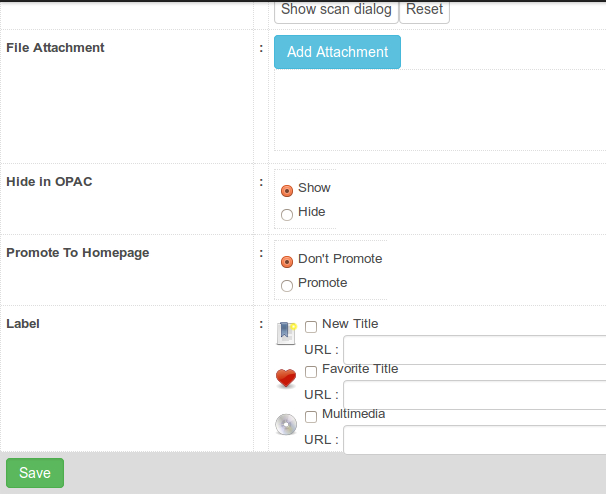 Show scan dialog Reset
File Attachment : Add Attachment
Hide in OPAC : Show
Hide
Promote To Homepage : Don't Promote
Promote
Label : New Title
URL :
Favorite Title
URL :
Multimedia
URL :
Save